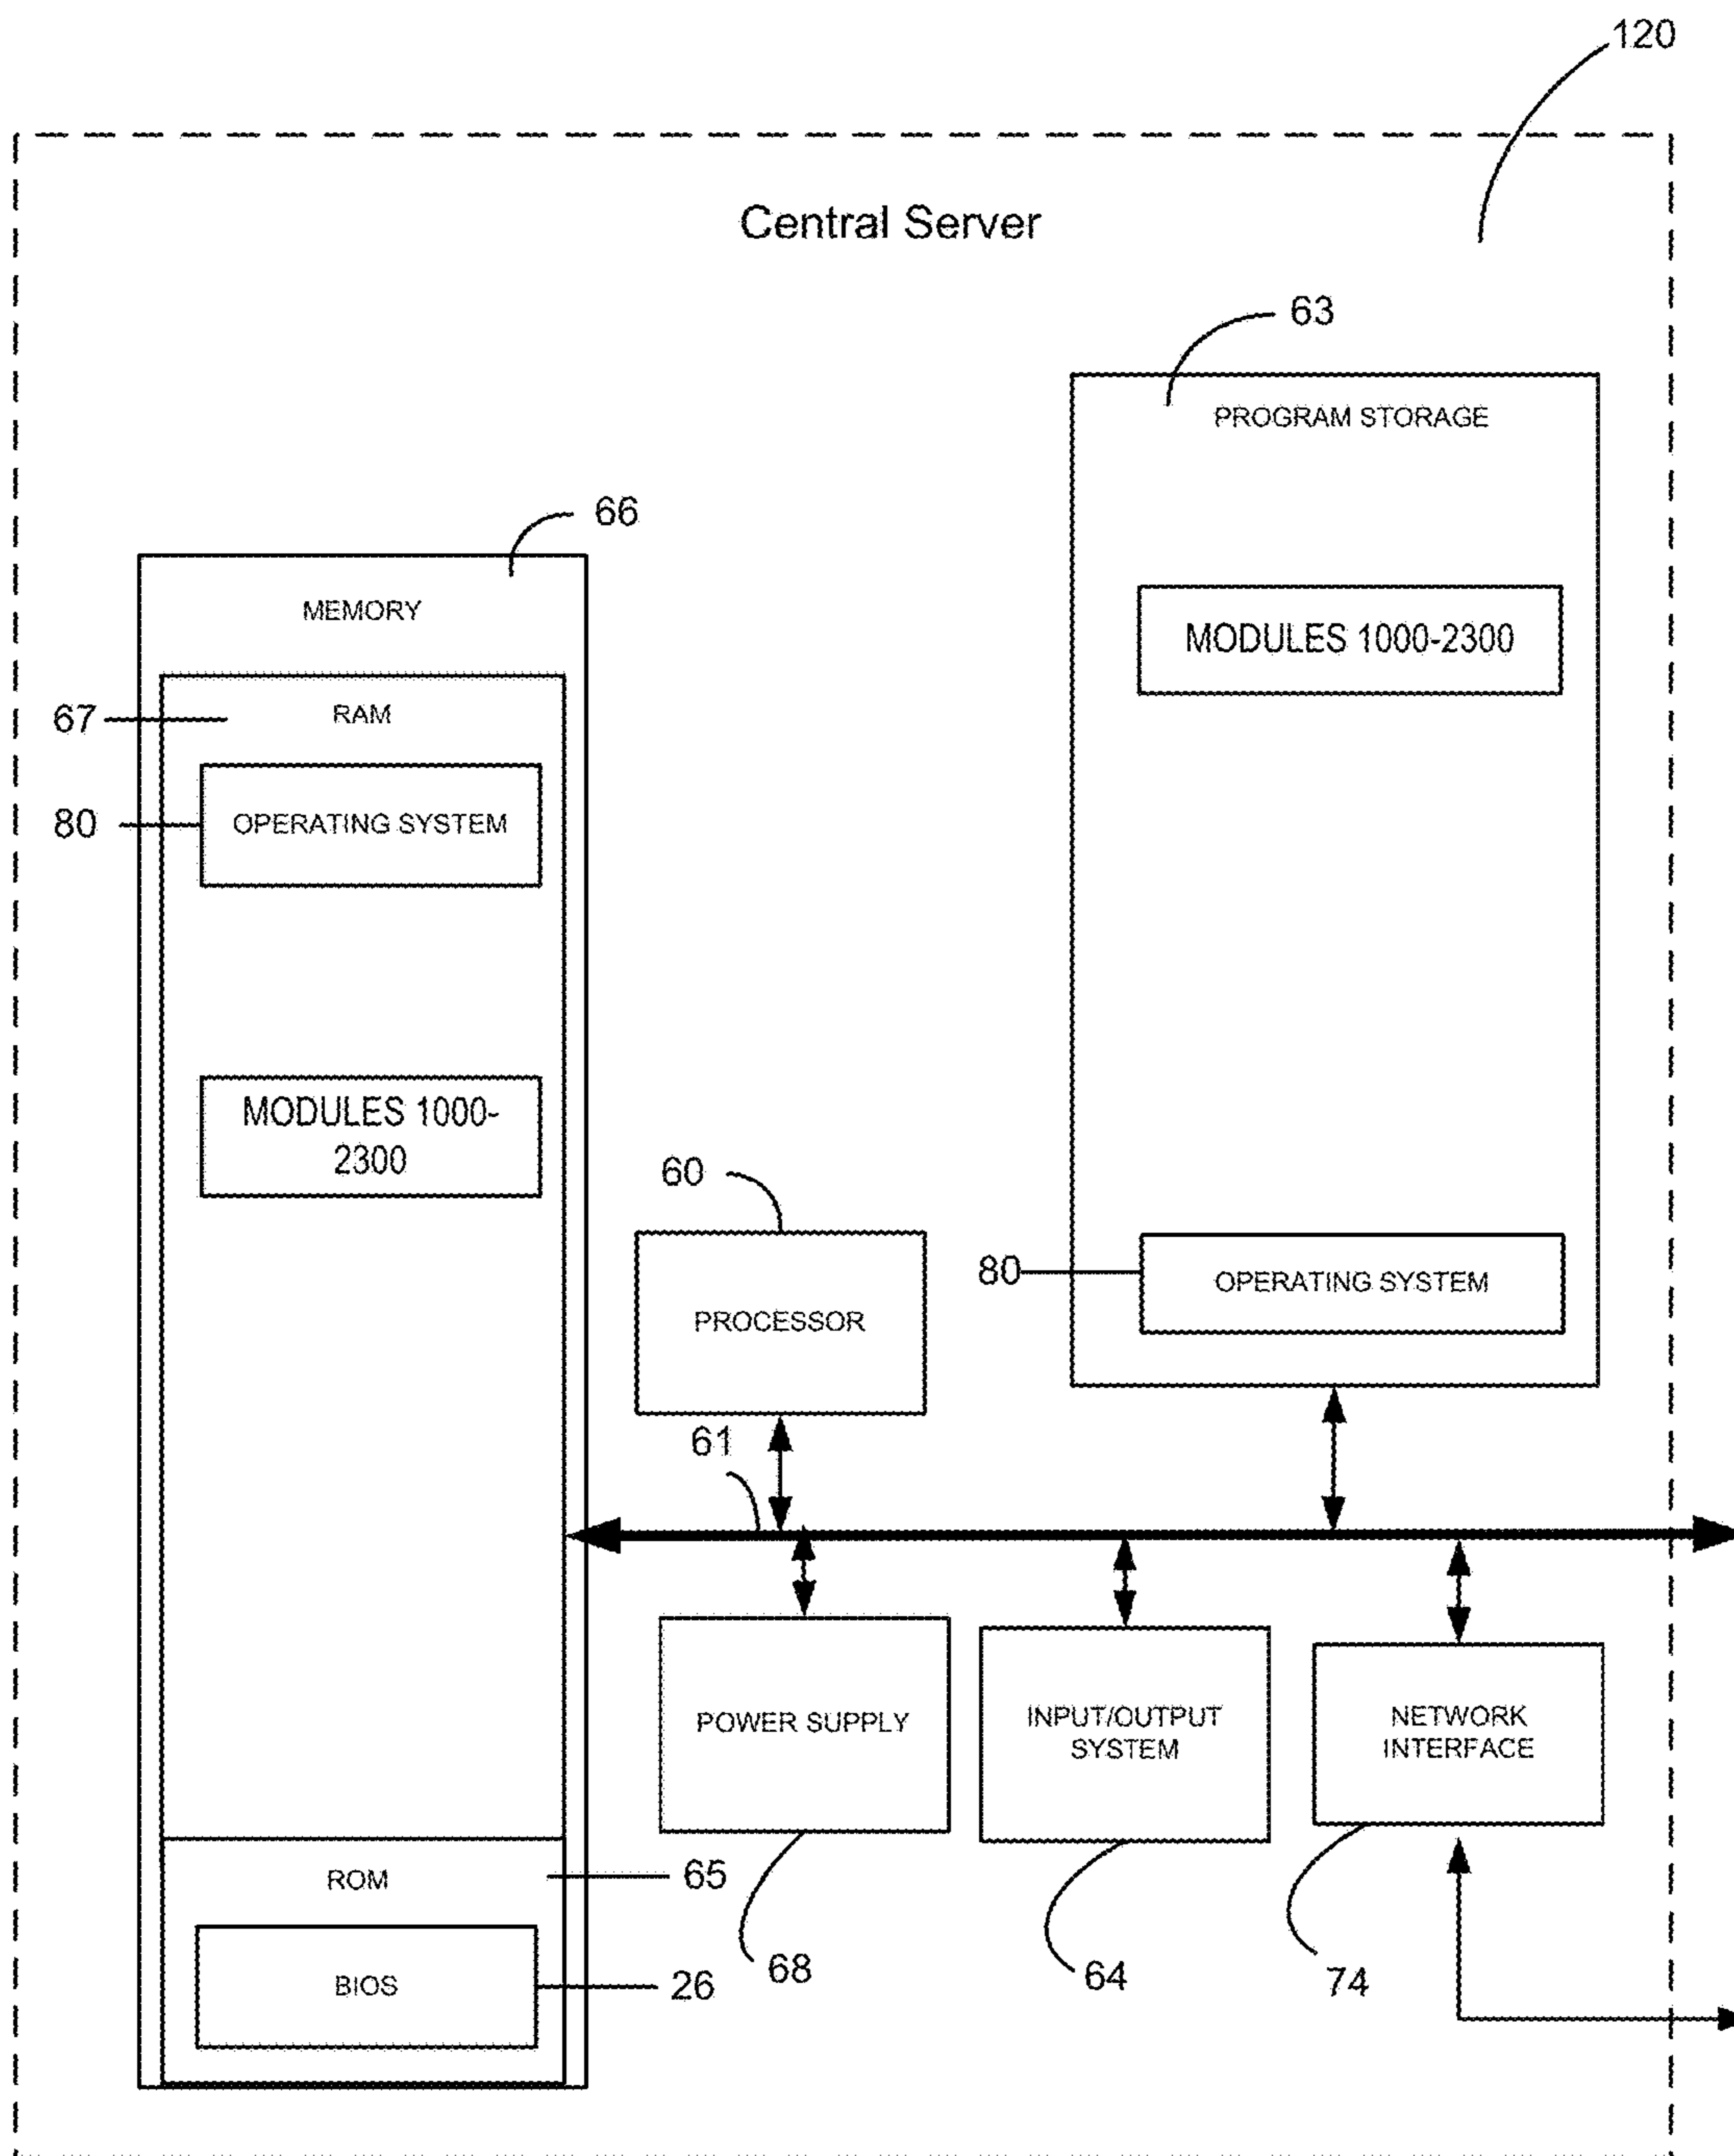 120
Central Server
63
PROGRAM STORAGE
66
MEMORY
MODULES 1000-2300
67
RAM
80
OPERATING SYSTEM
MODULES 1000-
2300
60
PROCESSOR
80
OPERATING SYSTEM
61
POWER SUPPLY
INPUT/OUTPUT
SYSTEM
NETWORK
INTERFACE
ROM
65
68
64
74
BIOS
26